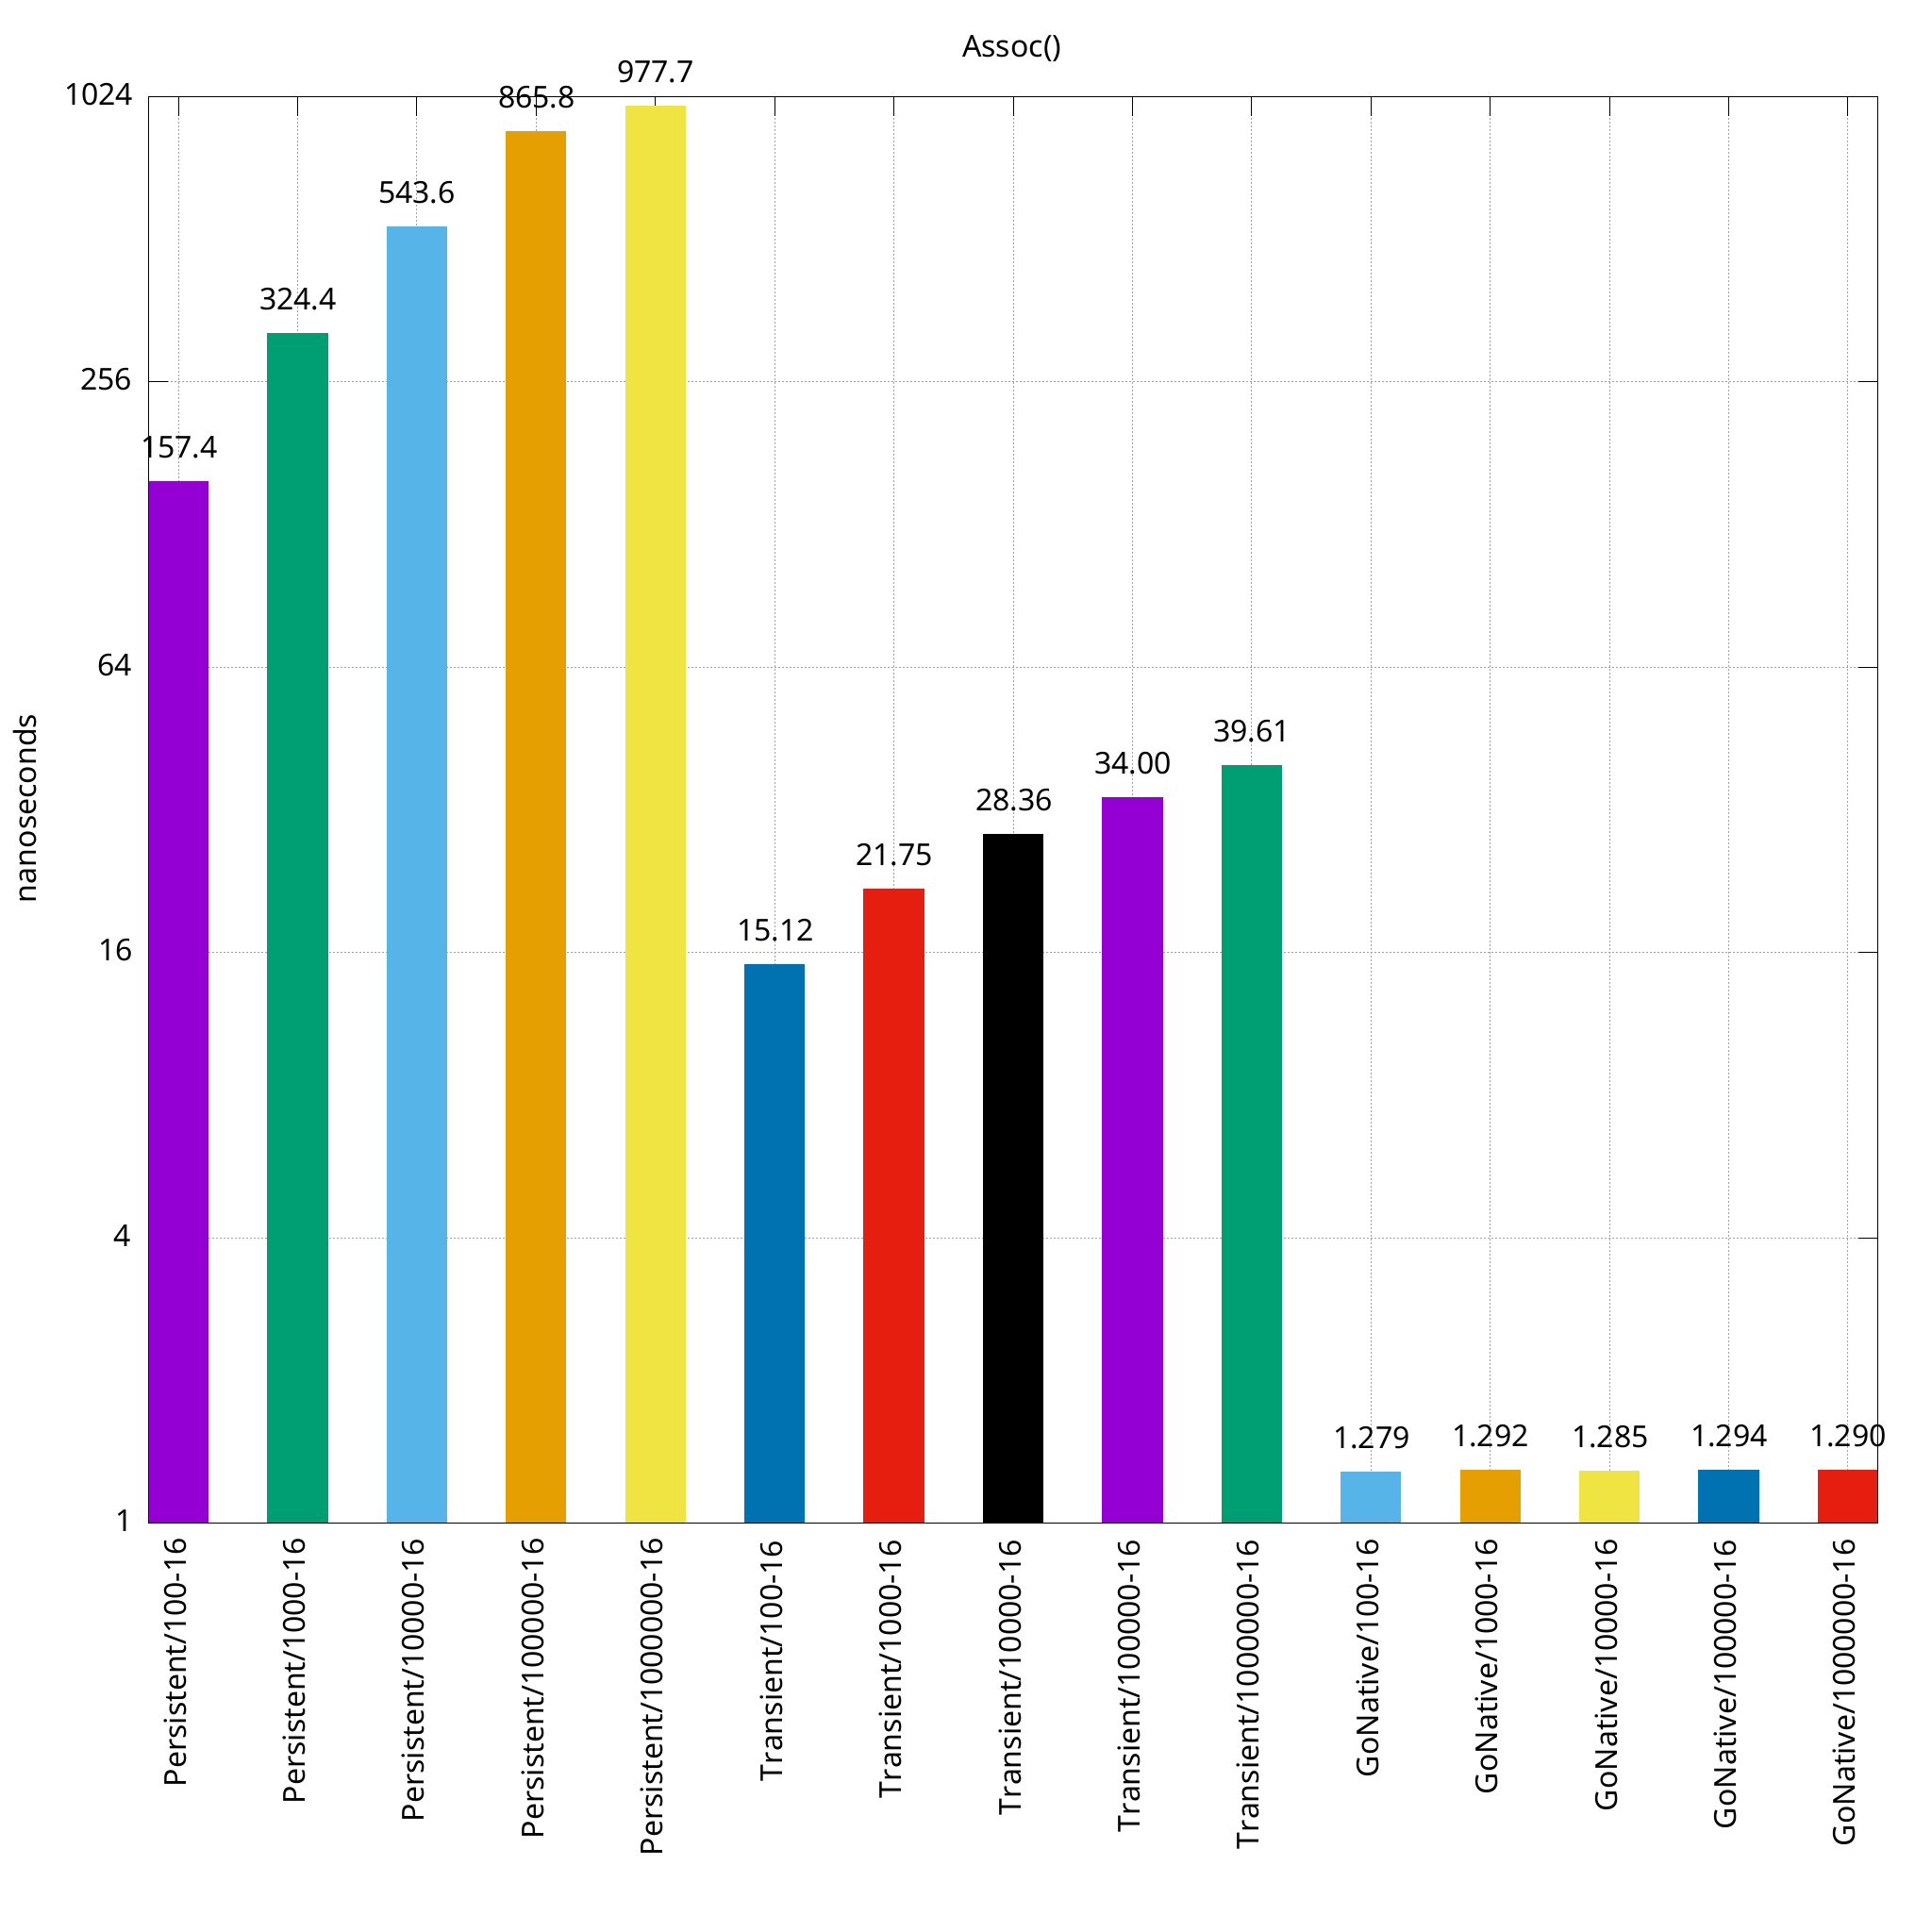 Assoc()
nanoseconds
1024
256
64
16
4
1
157.4
324.4
543.6
865.8
977.7
15.12
21.75
28.36
34.00
39.61
1.279
1.292
1.285
1.294
1.290
Persistent/100-16
Persistent/1000-16
Persistent/10000-16
Persistent/100000-16
Persistent/1000000-16
Transient/100-16
Transient/1000-16
Transient/10000-16
Transient/100000-16
Transient/1000000-16
GoNative/100-16
GoNative/1000-16
GoNative/10000-16
GoNative/100000-16
GoNative/1000000-16